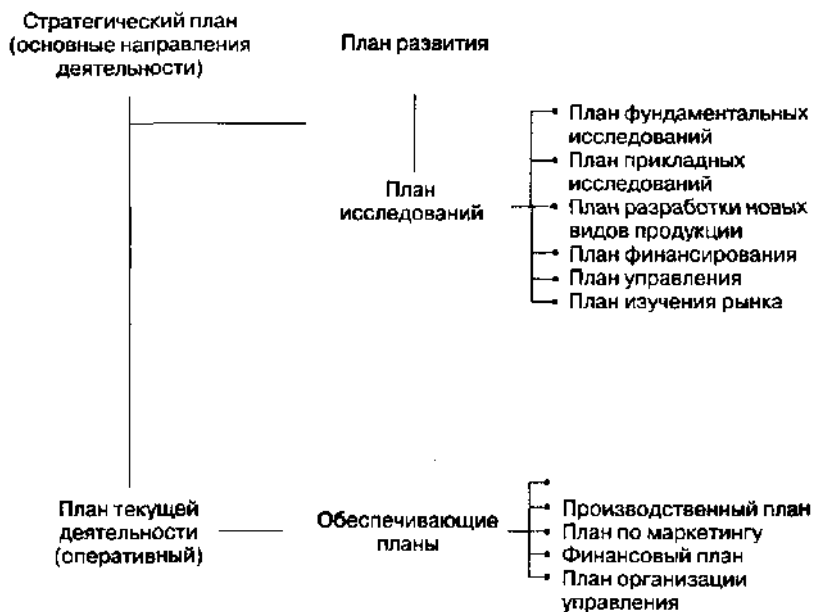 Стратегический план
(основные направления
деятельности)
План развития
План
исследований
План фундаментальных
исследований
План прикладных
исследований
План разработки новых
видов продукции
План финансирования
План управления
План изучения рынка
План текущей
деятельности
(оперативный)
Обеспечивающие
планы
Производственный план
План по маркетингу
Финансовый план
План организации
управления